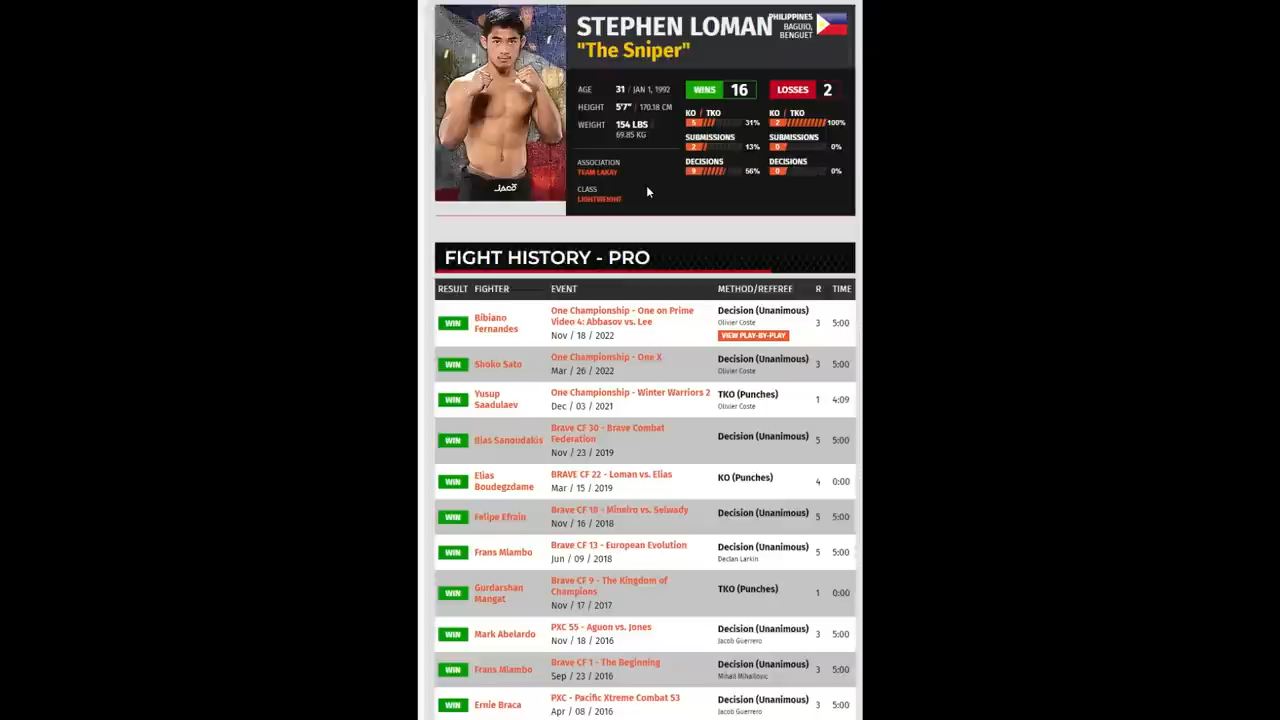 STEPHEN LOMAN
"The Sniper"
PHILIPPINES
BAGUIO,
BENGUET
AGE 31 / JAN 1, 1992
HEIGHT 5'7" / 170.18 CM
WEIGHT 154 LBS /
69.85 KG
ASSOCIATION
TEAM LAKAY
CLASS
LIGHTWEIGHT
WINS 16
KO / TKO
5 31%
SUBMISSIONS
2 13%
DECISIONS
9 56%
LOSSES 2
KO / TKO
2 100%
SUBMISSIONS
0 0%
DECISIONS
0 0%
JACO
FIGHT HISTORY - PRO
RESULT FIGHTER EVENT METHOD/REFEREE R TIME
WIN Bibiano Fernandes One Championship - One on Prime Video 4: Abbasov vs. Lee Nov / 18 / 2022 Decision (Unanimous) Olivier Coste VIEW PLAY-BY-PLAY 3 5:00
WIN Shoko Sato One Championship - One X Mar / 26 / 2022 Decision (Unanimous) Olivier Coste 3 5:00
WIN Yusup Saadulaev One Championship - Winter Warriors 2 Dec / 03 / 2021 TKO (Punches) Olivier Coste 1 4:09
WIN Ilias Sanoudakis Brave CF 30 - Brave Combat Federation Nov / 23 / 2019 Decision (Unanimous) 5 5:00
WIN Elias Boudegzdame BRAVE CF 22 - Loman vs. Elias Mar / 15 / 2019 KO (Punches) 4 0:00
WIN Felipe Efrain Brave CF 18 - Mineiro vs. Selwady Nov / 16 / 2018 Decision (Unanimous) 5 5:00
WIN Frans Mlambo Brave CF 13 - European Evolution Jun / 09 / 2018 Decision (Unanimous) Declan Larkin 5 5:00
WIN Gurdarshan Mangat Brave CF 9 - The Kingdom of Champions Nov / 17 / 2017 TKO (Punches) 1 0:00
WIN Mark Abelardo PXC 55 - Aguon vs. Jones Nov / 18 / 2016 Decision (Unanimous) Jacob Guerrero 3 5:00
WIN Frans Mlambo Brave CF 1 - The Beginning Sep / 23 / 2016 Decision (Unanimous) Mihail Mihailovic 3 5:00
WIN Ernie Braca PXC - Pacific Xtreme Combat 53 Apr / 08 / 2016 Decision (Unanimous) Jacob Guerrero 3 5:00